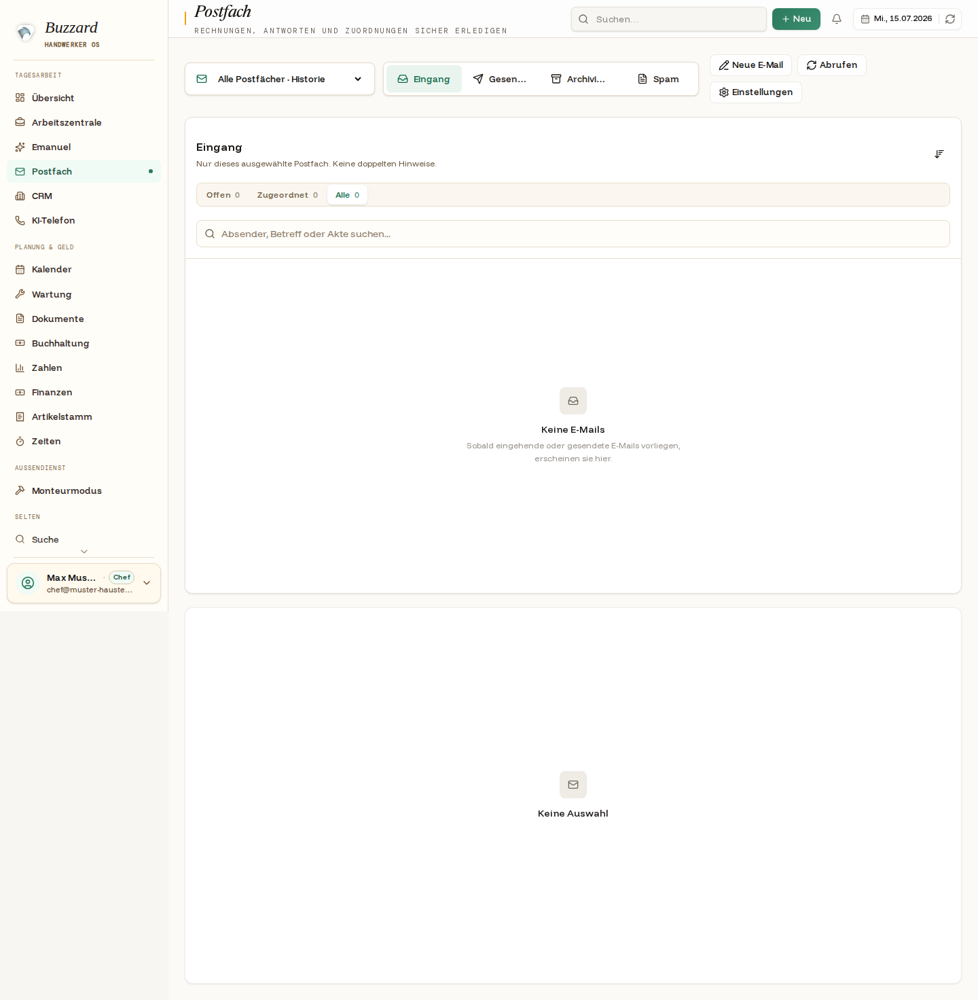 Buzzard
HANDWERKER OS
TAGESARBEIT
Übersicht
Arbeitszentrale
Emanuel
Postfach
CRM
KI-Telefon
PLANUNG & GELD
Kalender
Wartung
Dokumente
Buchhaltung
Zahlen
Finanzen
Artikelstamm
Zeiten
AUSSENDIENST
Monteurmodus
SELTEN
Suche
Max Mus… · Chef
chef@muster-hauste…
Postfach
RECHNUNGEN, ANTWORTEN UND ZUORDNUNGEN SICHER ERLEDIGEN
Suchen…
Neu
Mi., 15.07.2026
Alle Postfächer · Historie
Eingang
Gesen…
Archivi…
Spam
Neue E-Mail
Abrufen
Einstellungen
Eingang
Nur dieses ausgewählte Postfach. Keine doppelten Hinweise.
Offen 0
Zugeordnet 0
Alle 0
Absender, Betreff oder Akte suchen...
Keine E-Mails
Sobald eingehende oder gesendete E-Mails vorliegen,
erscheinen sie hier.
Keine Auswahl